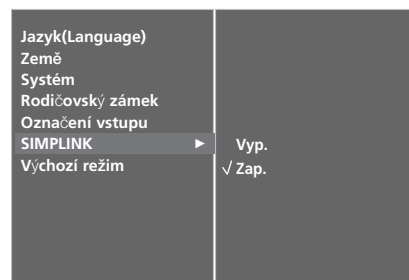 Jazyk(Language)
Země
Systém
Rodičovský zámek
Označení vstupu
SIMPLINK ►
Výchozí režim
Vyp.
√ Zap.